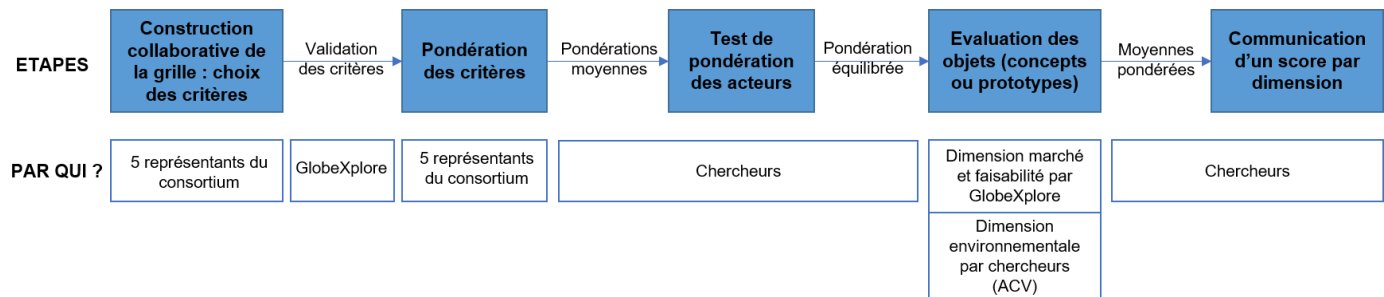 ETAPES
Construction
collaborative de
la grille : choix
des critères
Validation
des critères
Pondération
des critères
Pondérations
moyennes
Test de
pondération
des acteurs
Pondération
équilibrée
Evaluation des
objets (concepts
ou prototypes)
Moyennes
pondérées
Communication
d'un score par
dimension
PAR QUI ?
5 représentants du
consortium
GlobeXplore
5 représentants
du consortium
Chercheurs
Dimension marché
et faisabilité par
GlobeXplore
Dimension
environnementale
par chercheurs
(ACV)
Chercheurs